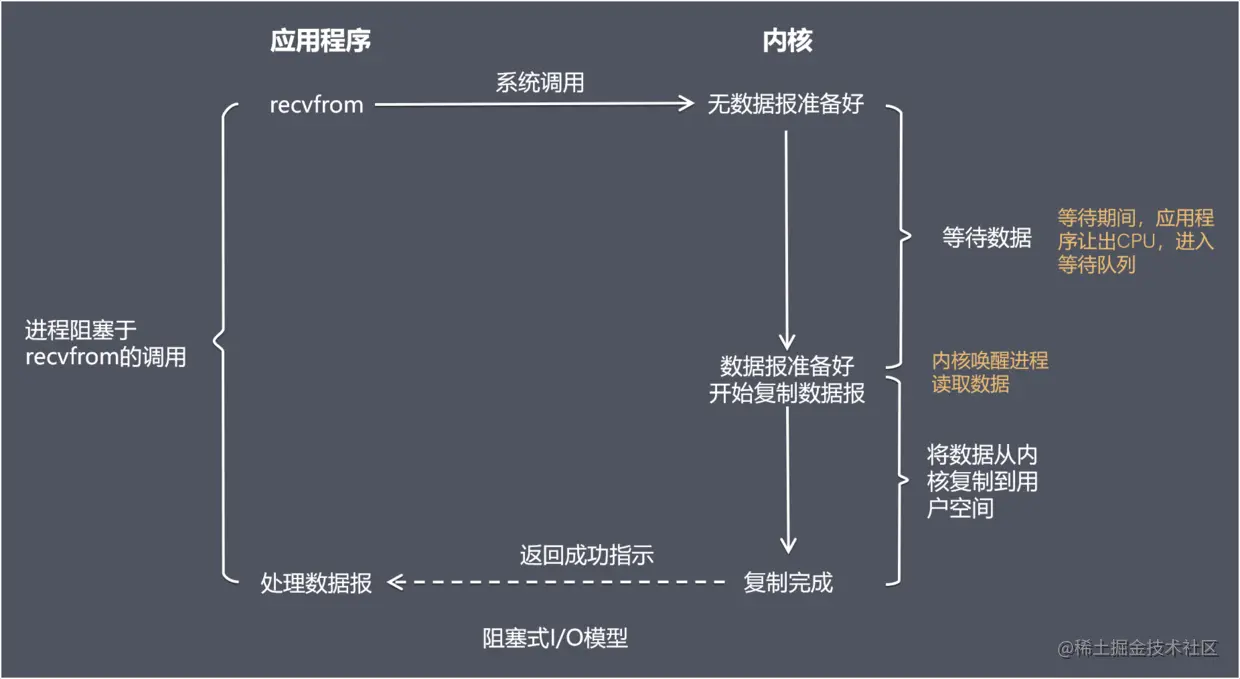 应用程序
内核
系统调用
recvfrom
无数据报准备好
等待数据
等待期间，应用程
序让出CPU，进入
等待队列
进程阻塞于
recvfrom的调用
数据报准备好
开始复制数据报
内核唤醒进程
读取数据
将数据从内
核复制到用
户空间
返回成功指示
处理数据报
复制完成
阻塞式I/O模型
@稀土掘金技术社区